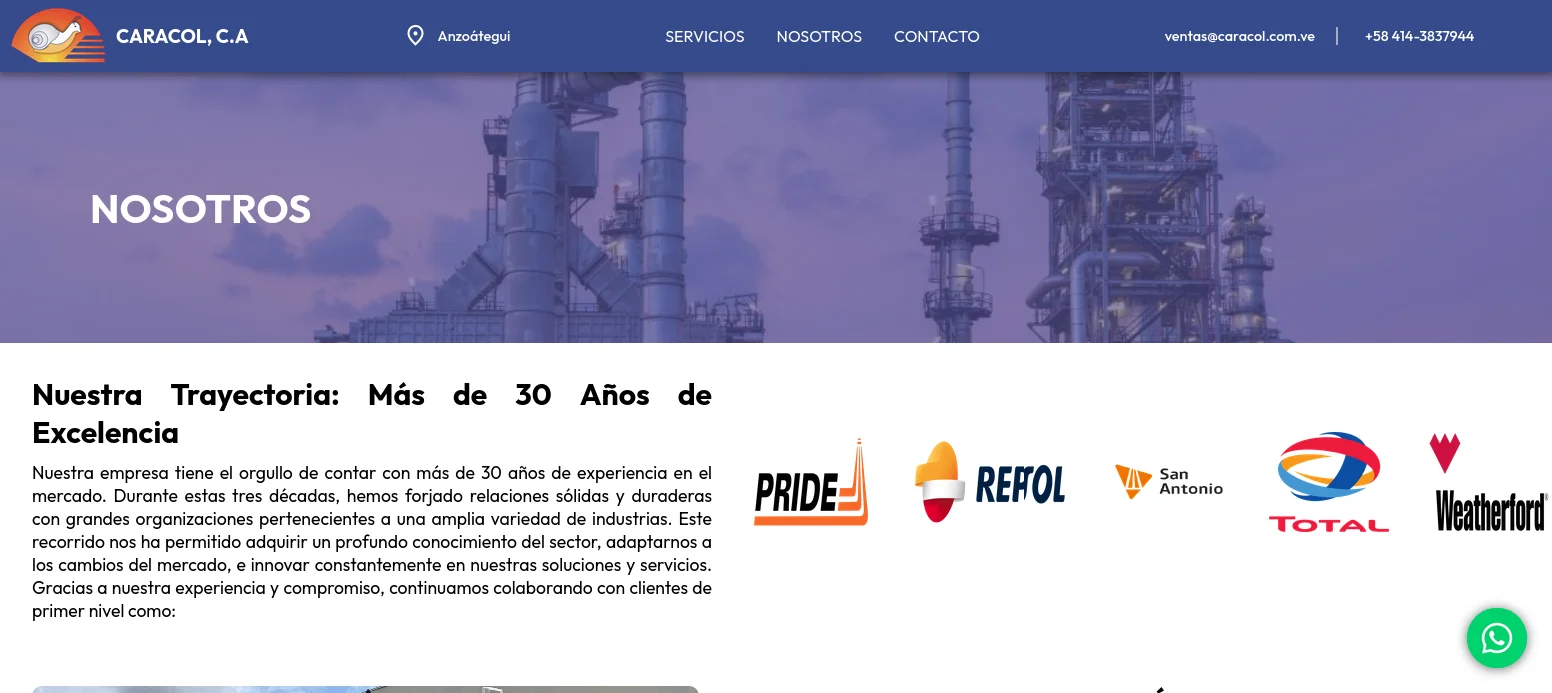 CARACOL, C.A
Anzoátegui
SERVICIOS
NOSOTROS
CONTACTO
ventas@caracol.com.ve
+58 414-3837944
NOSOTROS
Nuestra Trayectoria: Más de 30 Años de
Excelencia
Nuestra empresa tiene el orgullo de contar con más de 30 años de experiencia en el
mercado. Durante estas tres décadas, hemos forjado relaciones sólidas y duraderas
con grandes organizaciones pertenecientes a una amplia variedad de industrias. Este
recorrido nos ha permitido adquirir un profundo conocimiento del sector, adaptarnos a
los cambios del mercado, e innovar constantemente en nuestras soluciones y servicios.
Gracias a nuestra experiencia y compromiso, continuamos colaborando con clientes de
primer nivel como:
PRIDE
REPSOL
San
Antonio
TOTAL
Weatherford®